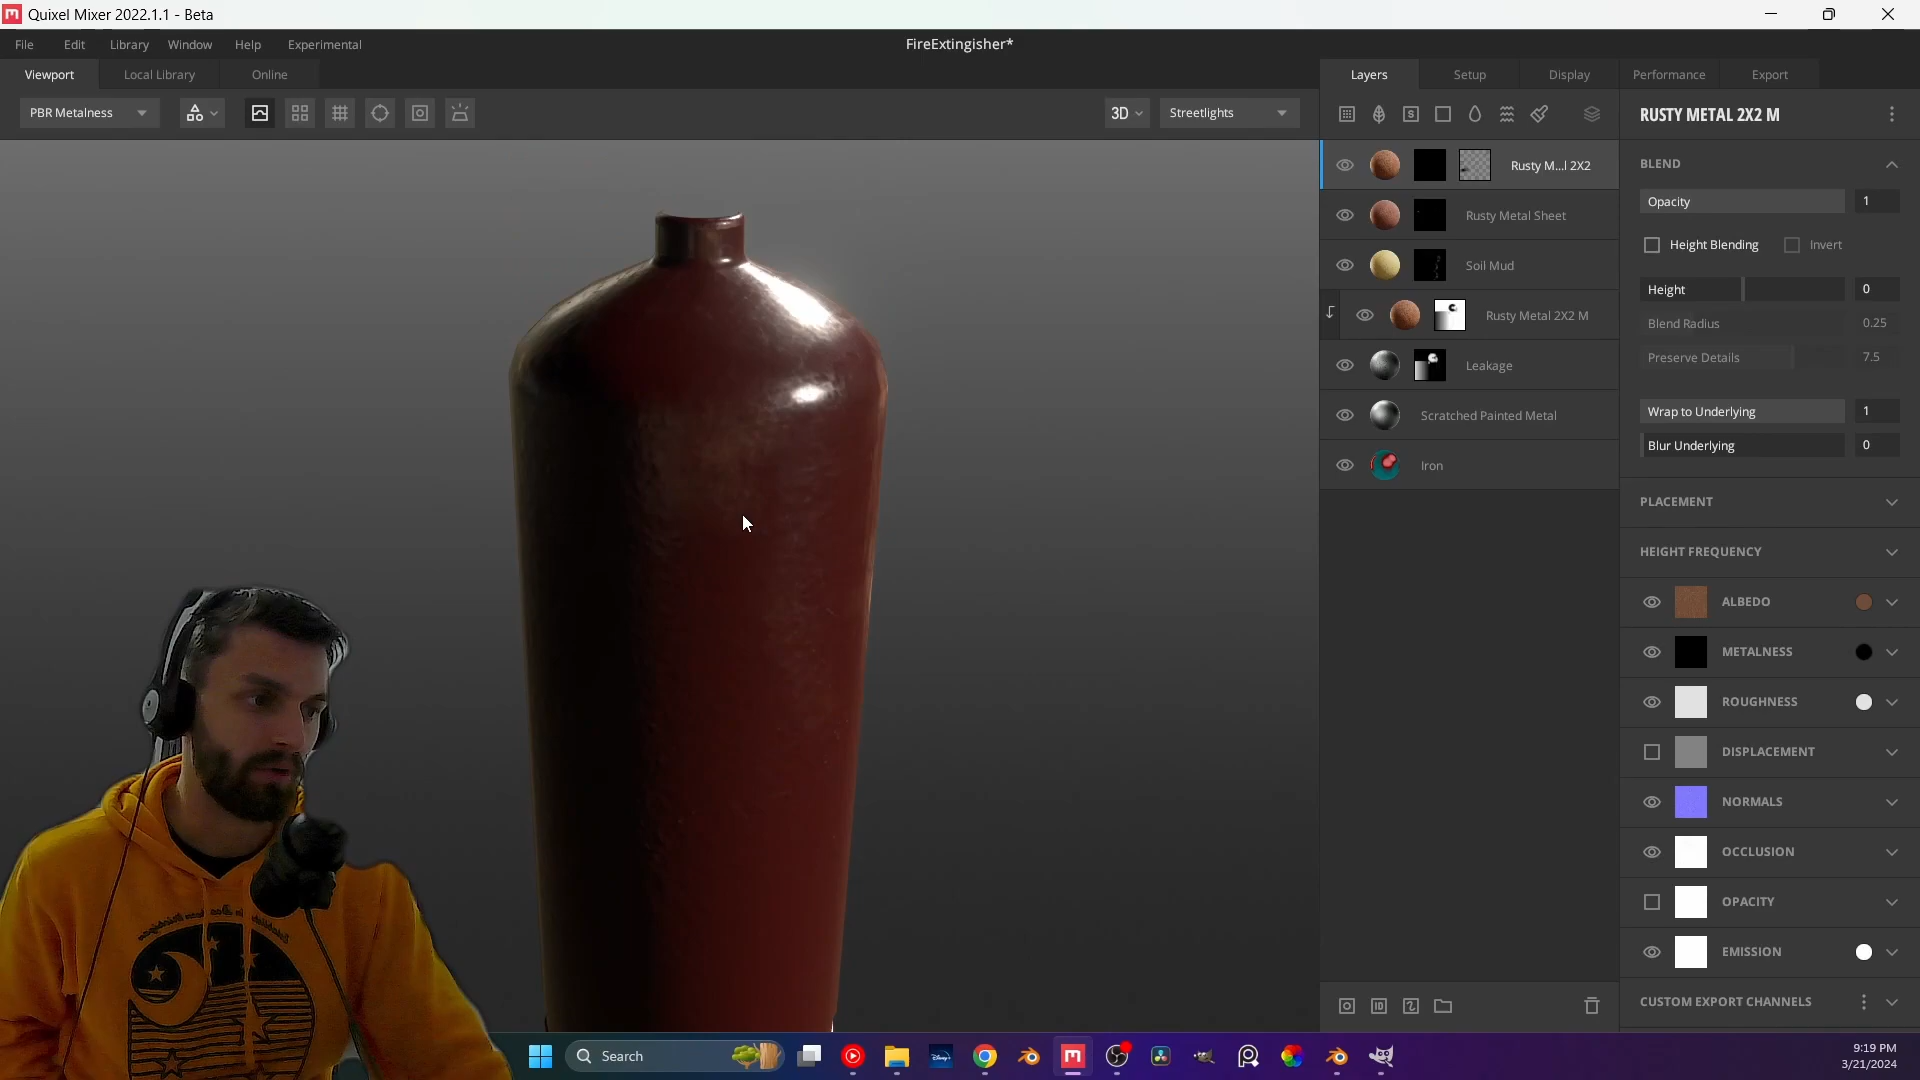 Quixel Mixer 2022.1.1 - Beta
File Edit Library Window Help Experimental
FireExtingisher*
Viewport Local Library Online
Layers Setup Display Performance Export
PBR Metalness
3D Streetlights
RUSTY METAL 2X2 M
BLEND
Opacity 1
Height Blending Invert
Height 0
Blend Radius 0.25
Preserve Details 7.5
Wrap to Underlying 1
Blur Underlying 0
PLACEMENT
HEIGHT FREQUENCY
ALBEDO
METALNESS
ROUGHNESS
DISPLACEMENT
NORMALS
OCCLUSION
OPACITY
EMISSION
CUSTOM EXPORT CHANNELS
Rusty M...l 2X2
Rusty Metal Sheet
Soil Mud
Rusty Metal 2X2 M
Leakage
Scratched Painted Metal
Iron
Search
9:19 PM
3/21/2024